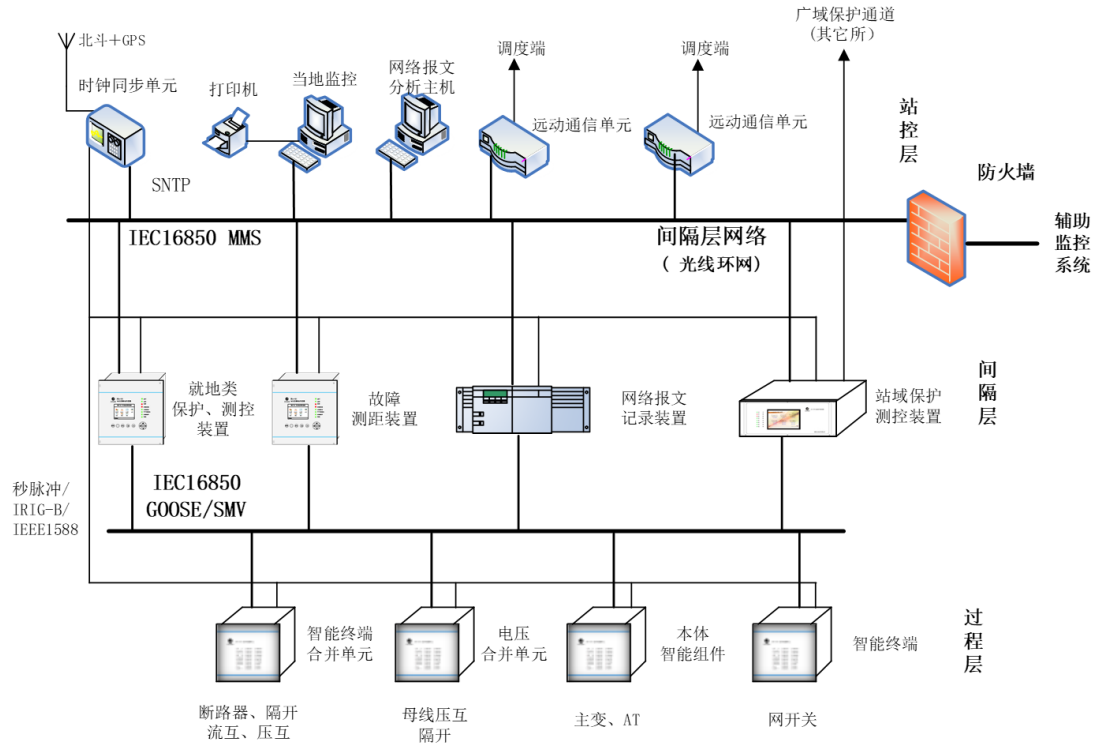 广域保护通道
(其它所)
北斗＋GPS
时钟同步单元
打印机
当地监控
网络报文
分析主机
调度端
远动通信单元
调度端
远动通信单元
站控层
防火墙
辅助
监控
系统
SNTP
IEC16850 MMS
间隔层网络
( 光线环网)
就地类
保护、测控
装置
故障
测距装置
网络报文
记录装置
站域保护
测控装置
间隔层
IEC16850
GOOSE/SMV
秒脉冲/
IRIG-B/
IEEE1588
智能终端
合并单元
电压
合并单元
本体
智能组件
智能终端
过程层
断路器、隔开
流互、压互
母线压互
隔开
主变、AT
网开关